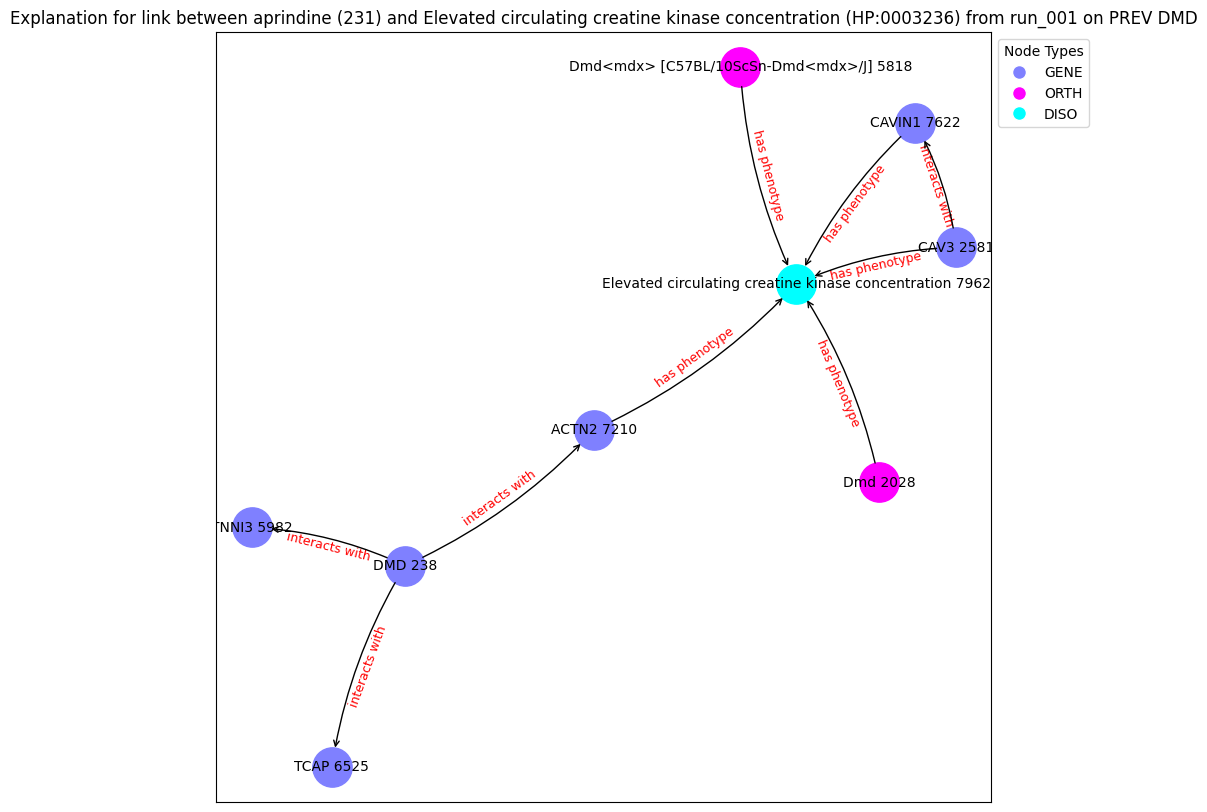 Explanation for link between aprindine (231) and Elevated circulating creatine kinase concentration (HP:0003236) from run_001 on PREV DMD
Node Types
GENE
ORTH
DISO
Dmd<mdx> [C57BL/10ScSn-Dmd<mdx>/J] 5818
CAVIN1 7622
has phenotype
interacts with
has phenotype
CAV3 2581
has phenotype
Elevated circulating creatine kinase concentration 7962
has phenotype
has phenotype
ACTN2 7210
Dmd 2028
interacts with
TNNI3 5982
interacts with
DMD 238
interacts with
TCAP 6525